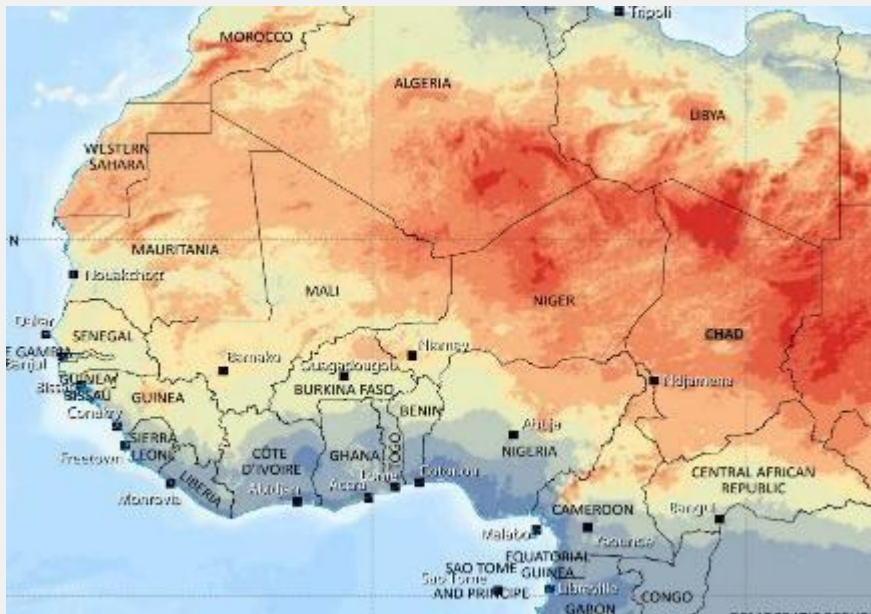 Tripoli
MOROCCO
ALGERIA
LIBYA
WESTERN
SAHARA
N
MAURITANIA
Nouakchott
MALI
NIGER
CHAD
Dakar
SENEGAL
E GAMBIA
Banjul
Bamako
Niamey
Ouagadougou
BURKINA FASO
Ndjamena
GUINEA
BISSAU
GUINEA
BENIN
Conakry
SIERRA
LEONE
Freetown
CÔTE
D'IVOIRE
GHANA
TOGO
Abuja
NIGERIA
CENTRAL AFRICAN
REPUBLIC
LIBERIA
Monrovia
Abidjan
Accra
Lome
Cotonou
CAMEROON
Bangui
Malabo
Yaounde
EQUATORIAL
GUINEA
SAO TOME
AND PRINCIPE
Sao Tome
Libreville
GABON
CONGO